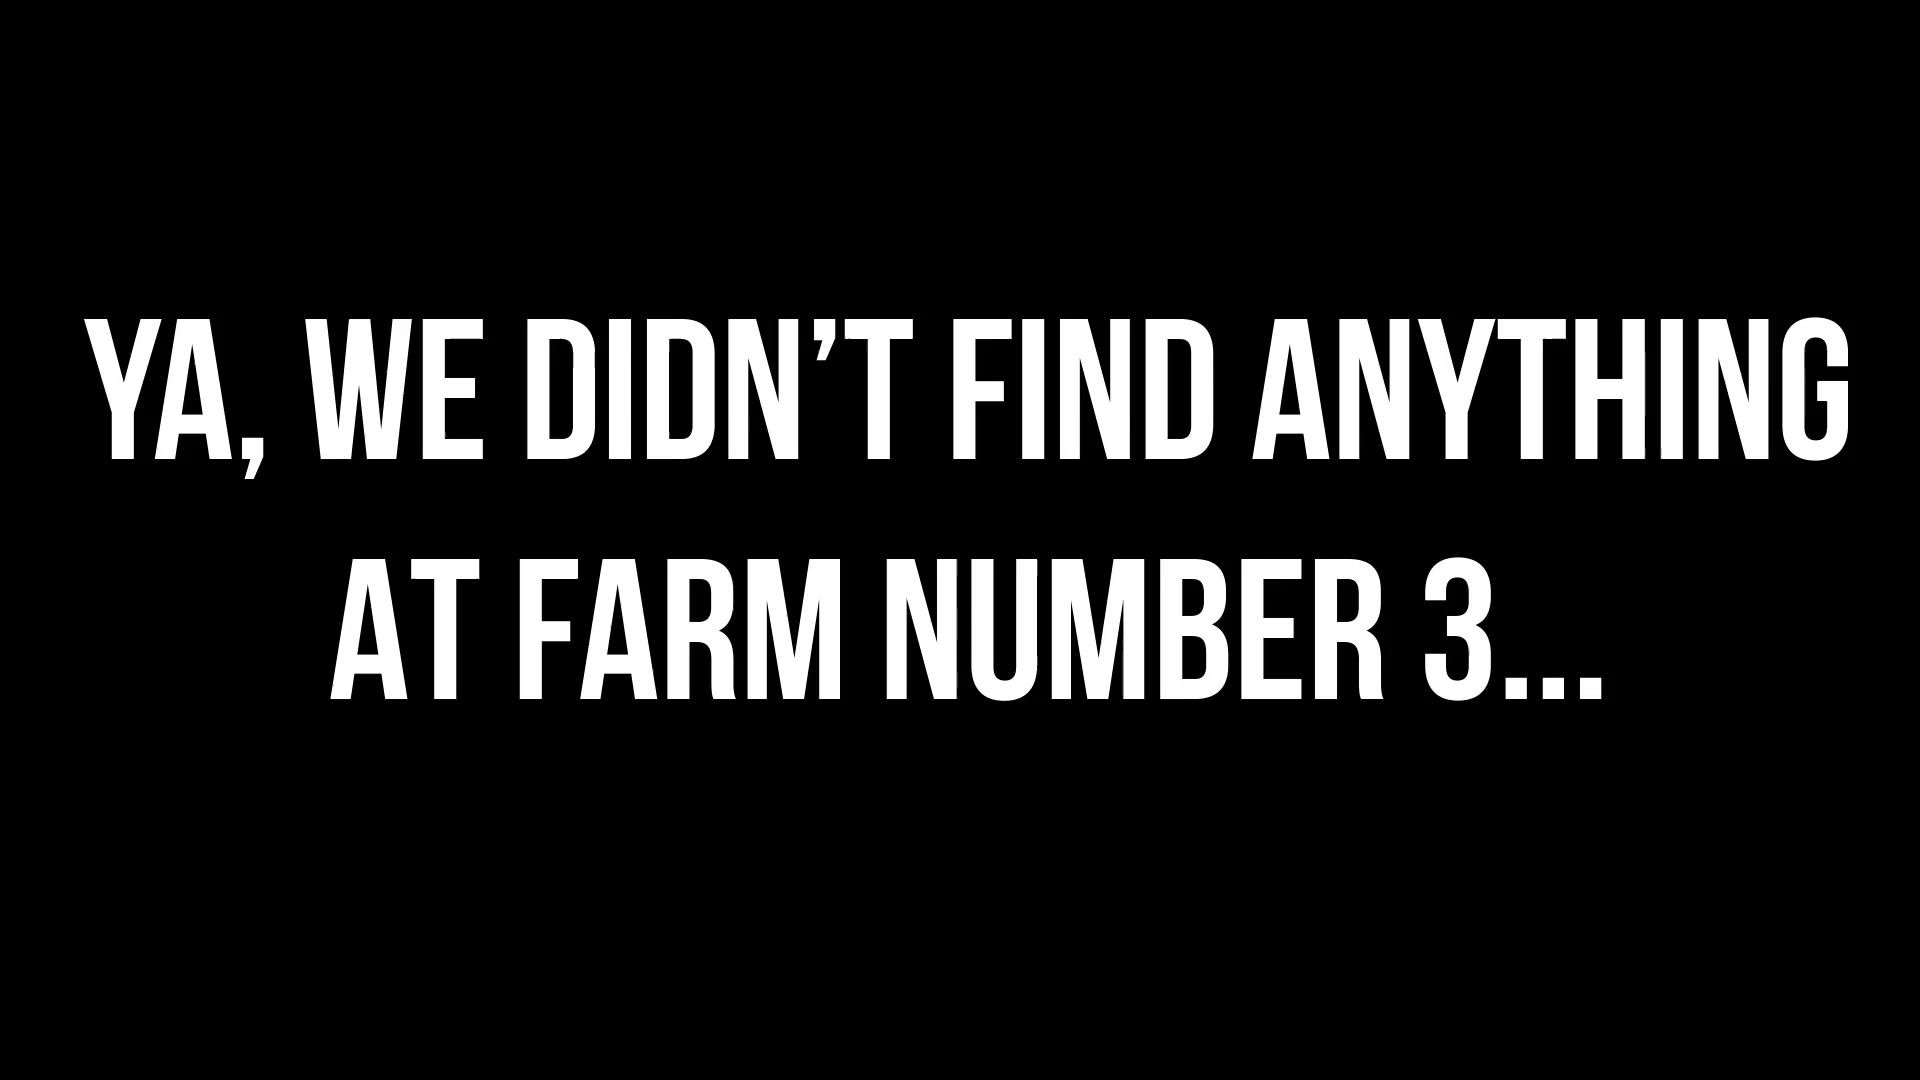 YA, WE DIDN’T FIND ANYTHING
AT FARM NUMBER 3...